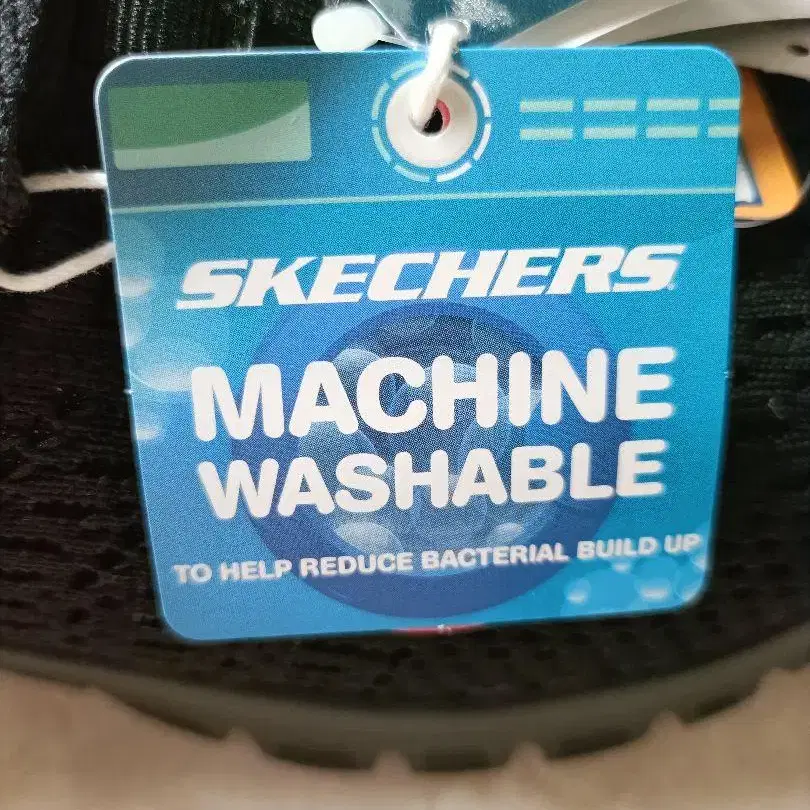 SKECHERS
MACHINE
WASHABLE
TO HELP REDUCE BACTERIAL BUILD UP